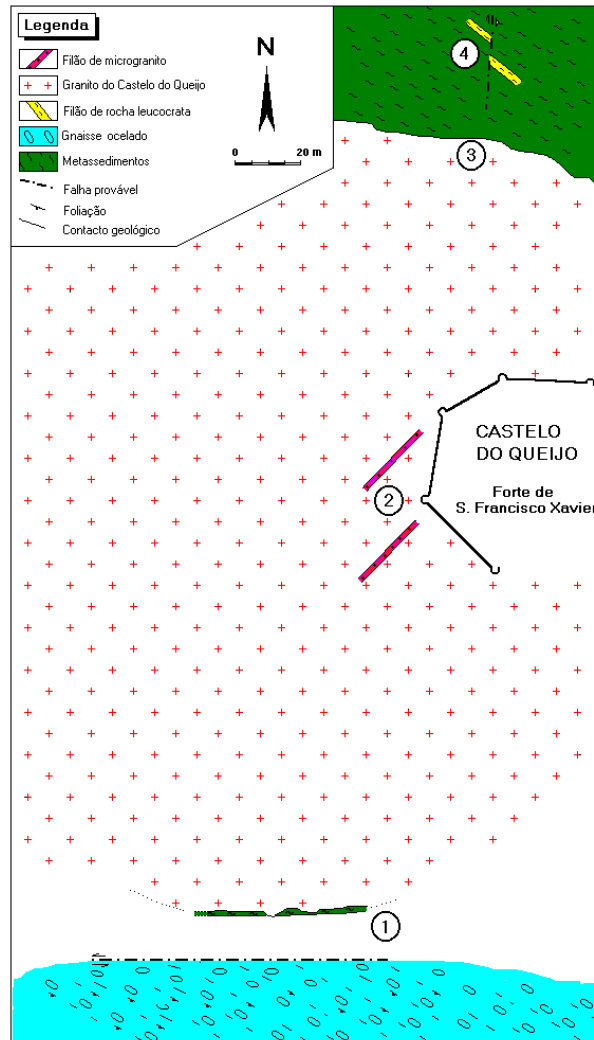 Legenda
Filão de microgranito
Granito do Castelo do Queijo
Filão de rocha leucocrata
Gnaisse ocelado
Metassedimentos
Falha provável
Foliação
Contacto geológico
N
0 20 m
4
3
CASTELO
DO QUEIJO
2
Forte de
S. Francisco Xavier
1